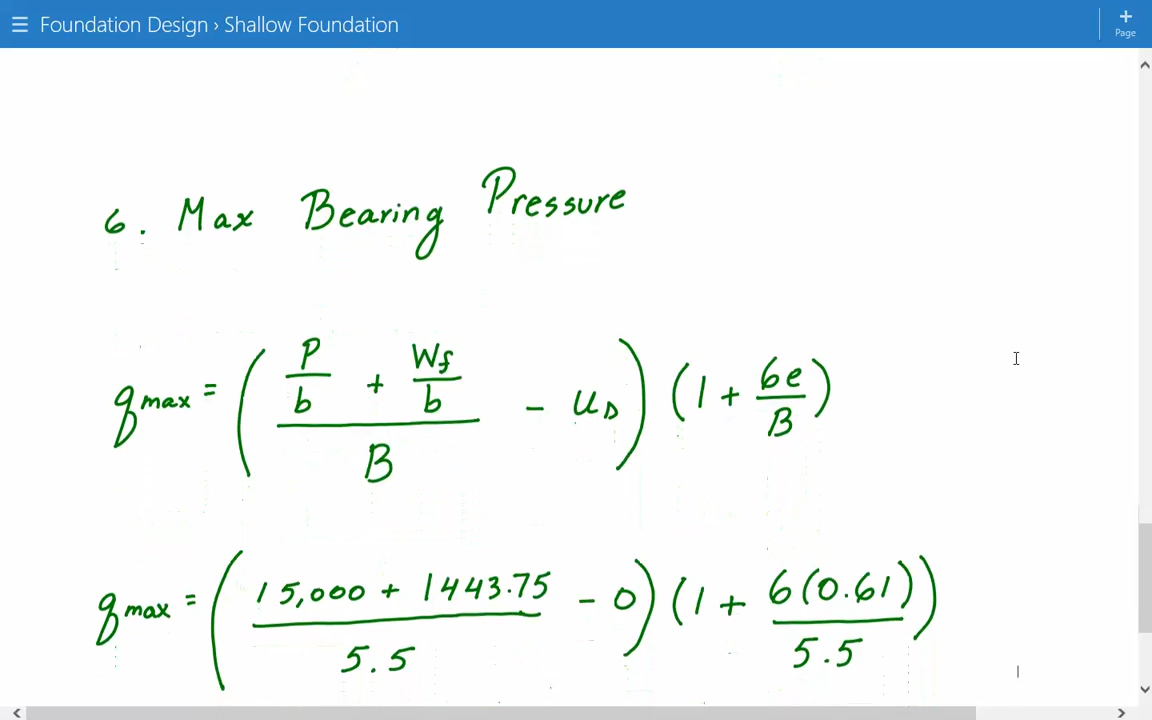 Foundation Design › Shallow Foundation
Page
6. Max Bearing Pressure
qmax = ((P/b + Wf/b)/B - uD)(1 + 6e/B)
qmax = ((15,000 + 1443.75)/5.5 - 0)(1 + 6(0.61)/5.5)